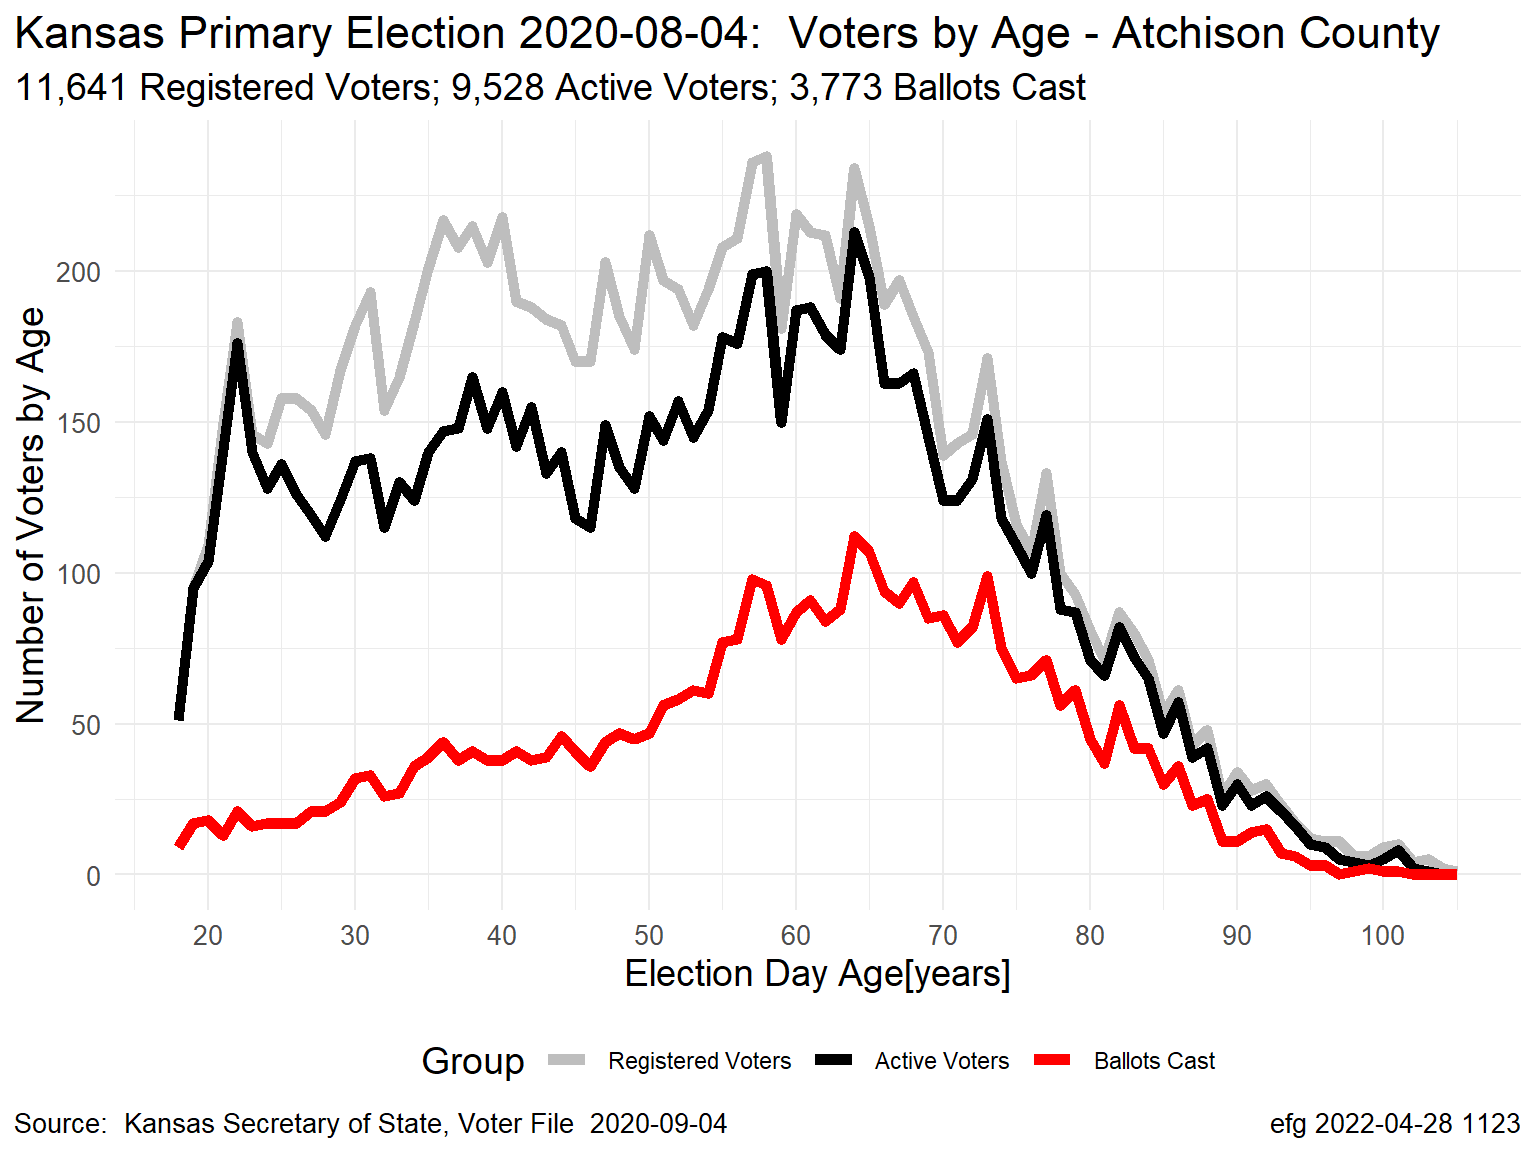 Kansas Primary Election 2020-08-04:  Voters by Age - Atchison County
11,641 Registered Voters; 9,528 Active Voters; 3,773 Ballots Cast
Number of Voters by Age
200
150
100
50
0
20 30 40 50 60 70 80 90 100
Election Day Age[years]
Group Registered Voters Active Voters Ballots Cast
Source:  Kansas Secretary of State, Voter File  2020-09-04
efg 2022-04-28 1123